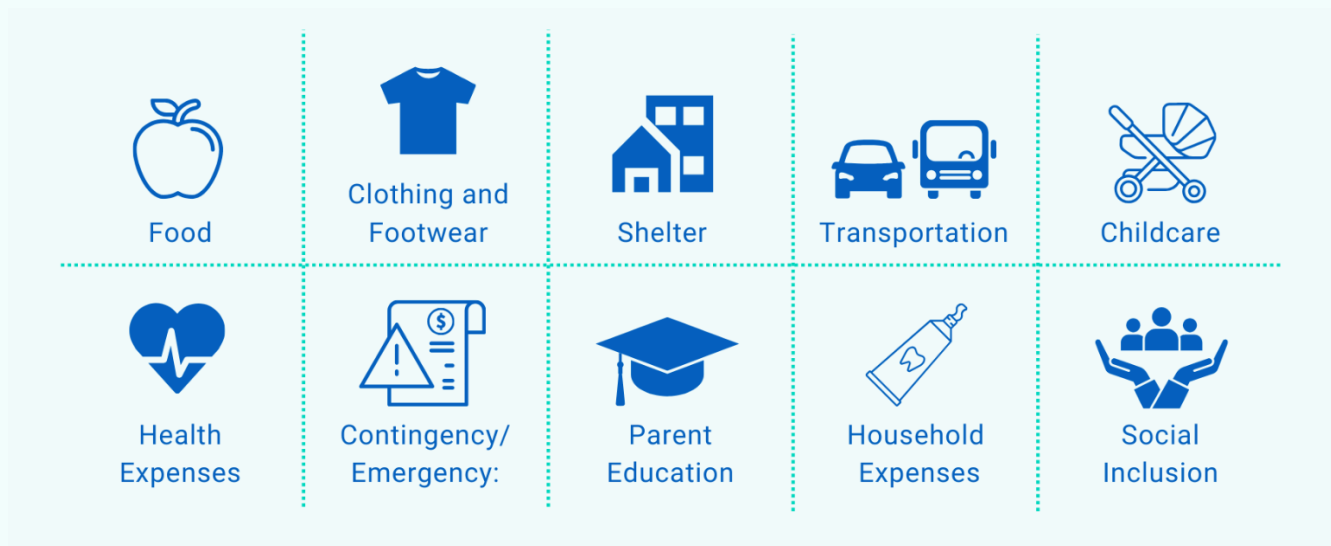 Food
Clothing and
Footwear
Shelter
Transportation
Childcare
Health
Expenses
$
Contingency/
Emergency:
Parent
Education
Household
Expenses
Social
Inclusion